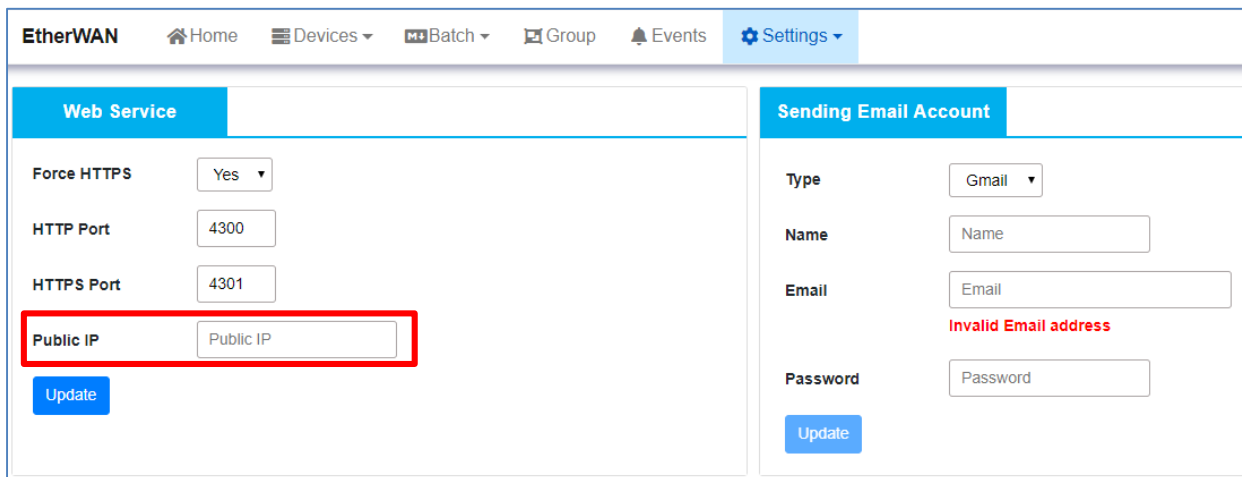 EtherWAN Home Devices Batch Group Events Settings
Web Service
Force HTTPS Yes
HTTP Port 4300
HTTPS Port 4301
Public IP Public IP
Update
Sending Email Account
Type Gmail
Name Name
Email Email
Invalid Email address
Password Password
Update